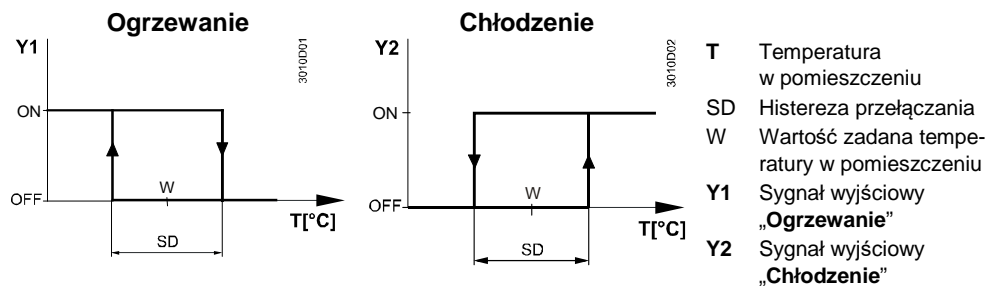 Ogrzewanie
Y1
3010D01
ON
OFF
W
T[°C]
SD
Chłodzenie
Y2
3010D02
ON
OFF
W
T[°C]
SD
T Temperatura
w pomieszczeniu
SD Histereza przełączania
W Wartość zadana tempe-
ratury w pomieszczeniu
Y1 Sygnał wyjściowy
„Ogrzewanie”
Y2 Sygnał wyjściowy
„Chłodzenie”